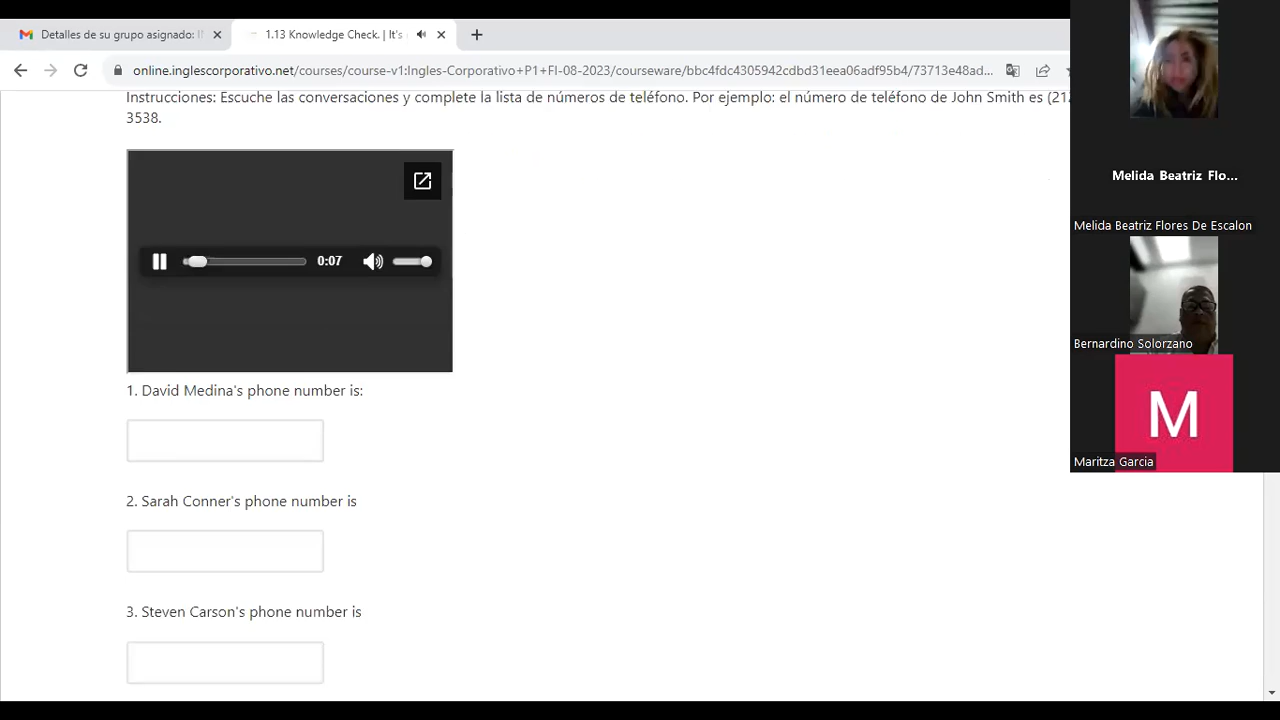 Detalles de su grupo asignado: I
1.13 Knowledge Check. | It's
online.inglescorporativo.net/courses/course-v1:Ingles-Corporativo+P1+FI-08-2023/courseware/bbc4fdc4305942cdbd31eea06adf95b4/73713e48ad...
Instrucciones: Escuche las conversaciones y complete la lista de números de teléfono. Por ejemplo: el número de teléfono de John Smith es (212
3538.
0:07
1. David Medina's phone number is:
2. Sarah Conner's phone number is
3. Steven Carson's phone number is
Melida Beatriz Flo...
Melida Beatriz Flores De Escalon
Bernardino Solorzano
M
Maritza Garcia